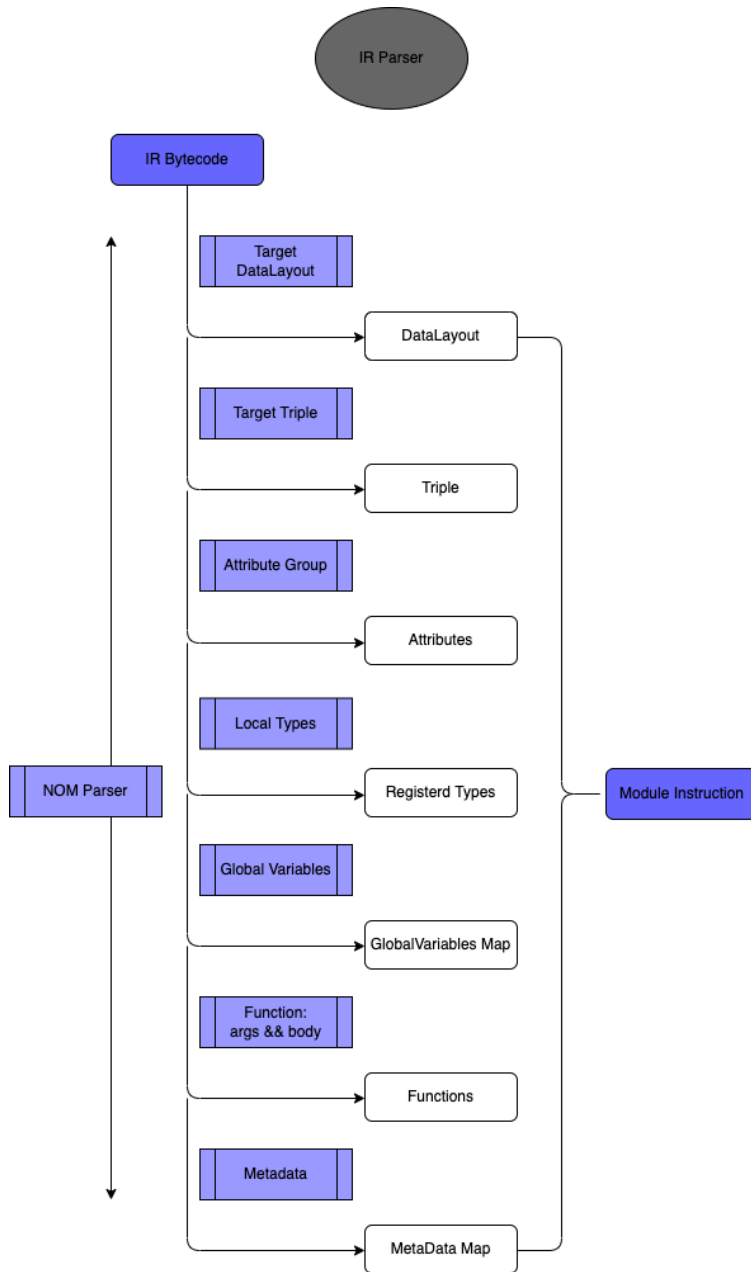 IR Parser
IR Bytecode
Target
DataLayout
DataLayout
Target Triple
Triple
Attribute Group
Attributes
Local Types
NOM Parser
Registerd Types
Module Instruction
Global Variables
GlobalVariables Map
Function:
args && body
Functions
Metadata
MetaData Map